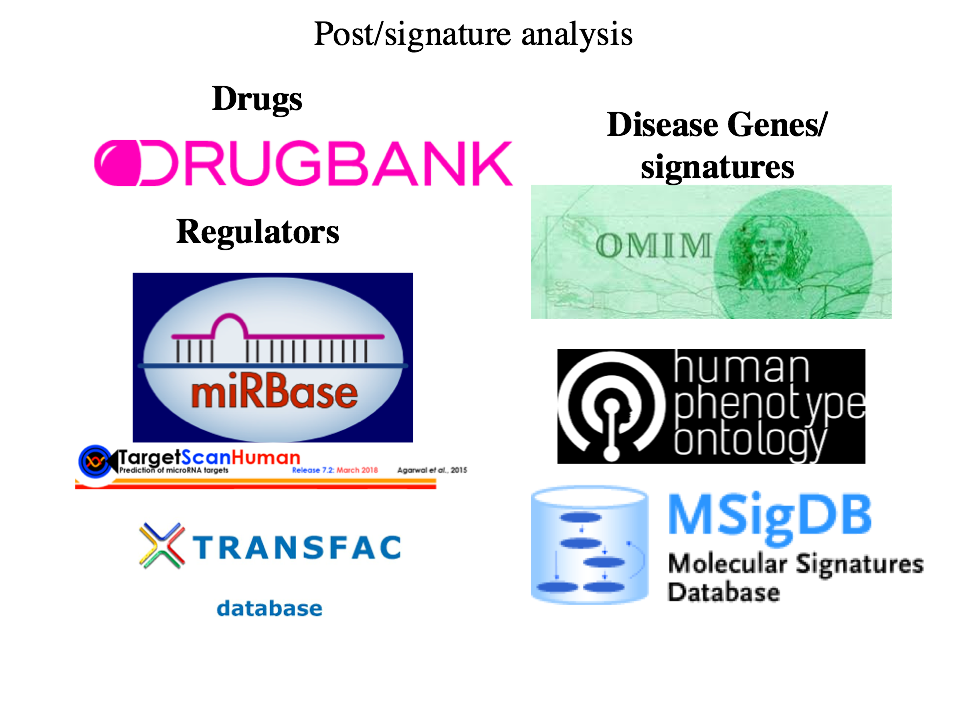 Post/signature analysis
Drugs
DRUGBANK
Regulators
miRBase
TargetScanHuman
Prediction of microRNA targets Release 7.2: March 2018 Agarwal et al., 2015
TRANSFAC
database
Disease Genes/
signatures
OMIM
human
phenotype
ontology
MSigDB
Molecular Signatures
Database